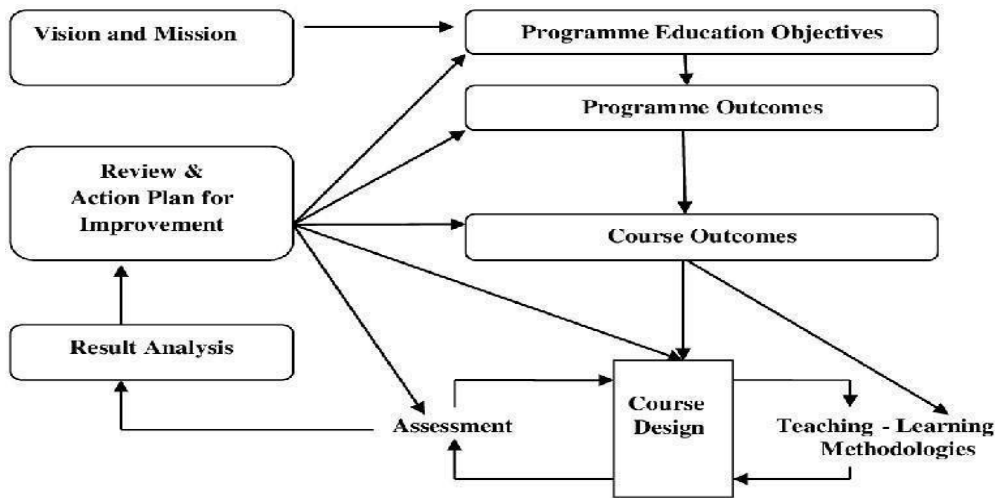 Vision and Mission
Programme Education Objectives
Programme Outcomes
Review &
Action Plan for
Improvement
Course Outcomes
Result Analysis
Assessment
Course
Design
Teaching - Learning
Methodologies